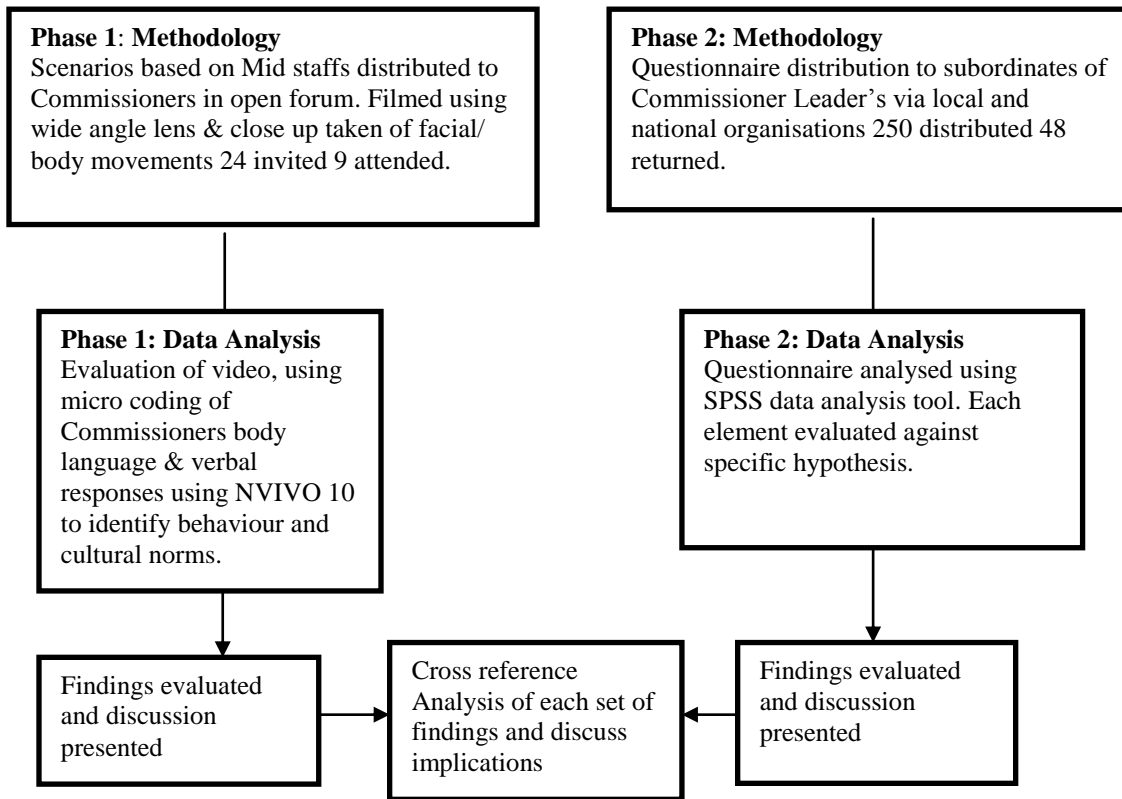 Phase 1: Methodology
Scenarios based on Mid staffs distributed to
Commissioners in open forum. Filmed using
wide angle lens & close up taken of facial/
body movements 24 invited 9 attended.
Phase 2: Methodology
Questionnaire distribution to subordinates of
Commissioner Leader's via local and
national organisations 250 distributed 48
returned.
Phase 1: Data Analysis
Evaluation of video, using
micro coding of
Commissioners body
language & verbal
responses using NVIVO 10
to identify behaviour and
cultural norms.
Phase 2: Data Analysis
Questionnaire analysed using
SPSS data analysis tool. Each
element evaluated against
specific hypothesis.
Findings evaluated
and discussion
presented
Cross reference
Analysis of each set of
findings and discuss
implications
Findings evaluated
and discussion
presented